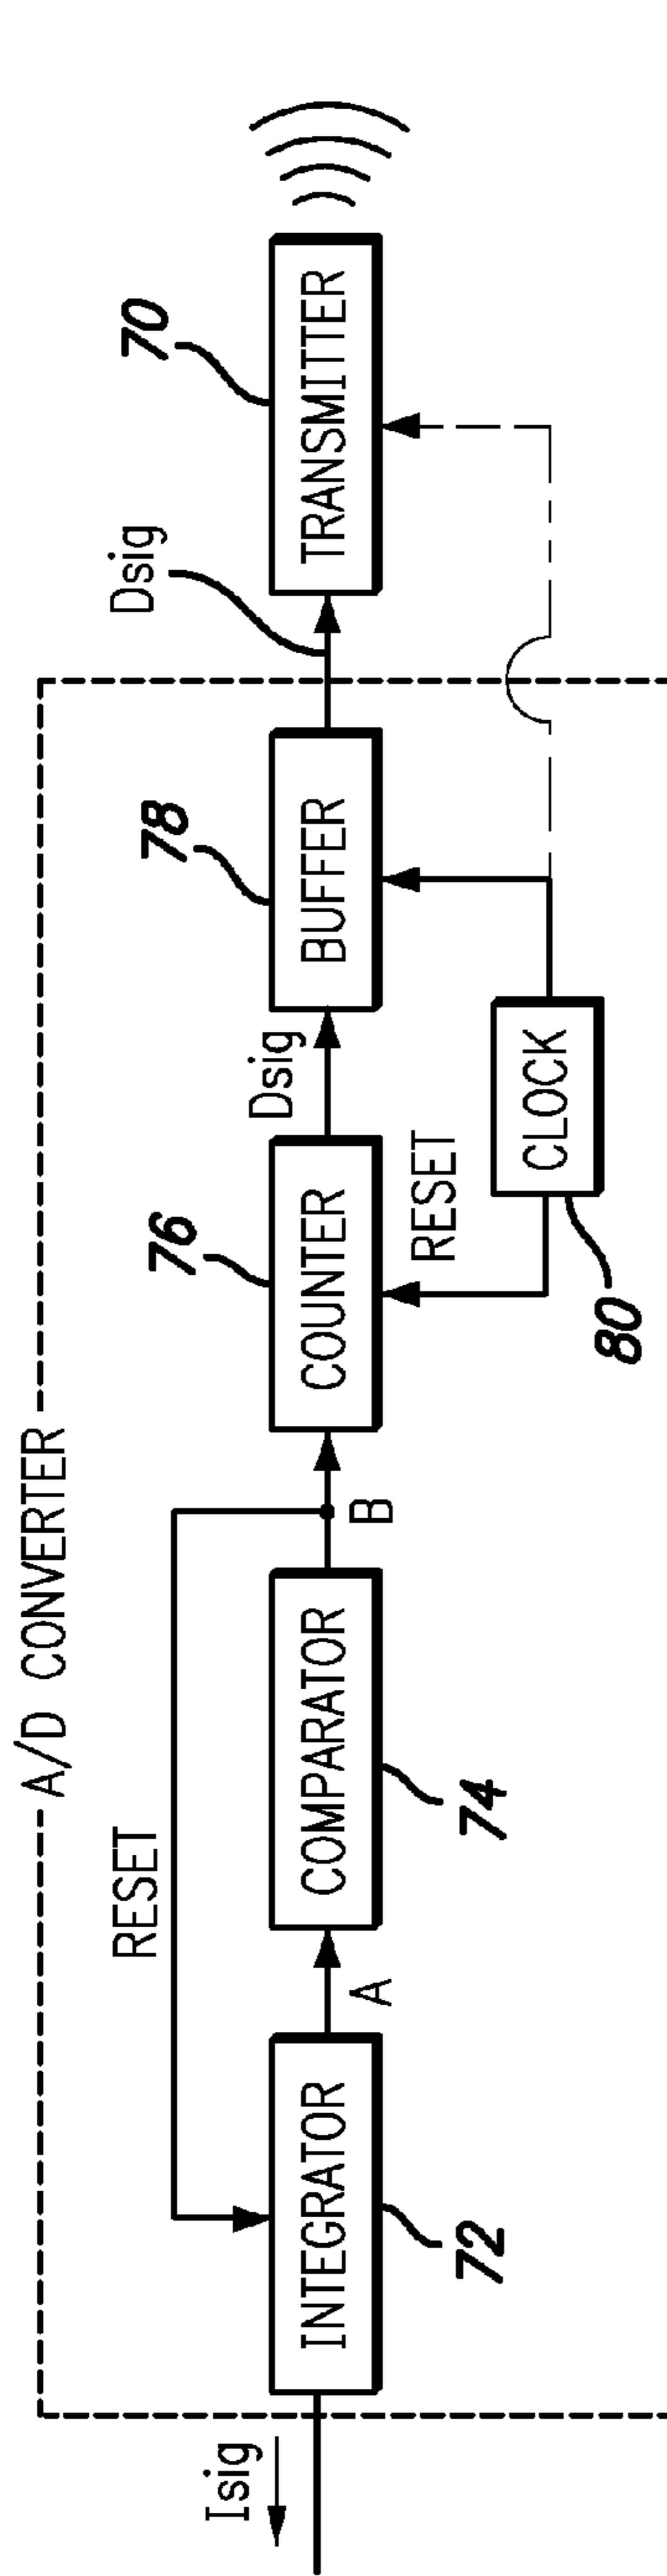 A/D CONVERTER
RESET
Isig
INTEGRATOR
72
A
COMPARATOR
74
B
COUNTER
76
RESET
CLOCK
80
Dsig
BUFFER
78
Dsig
TRANSMITTER
70